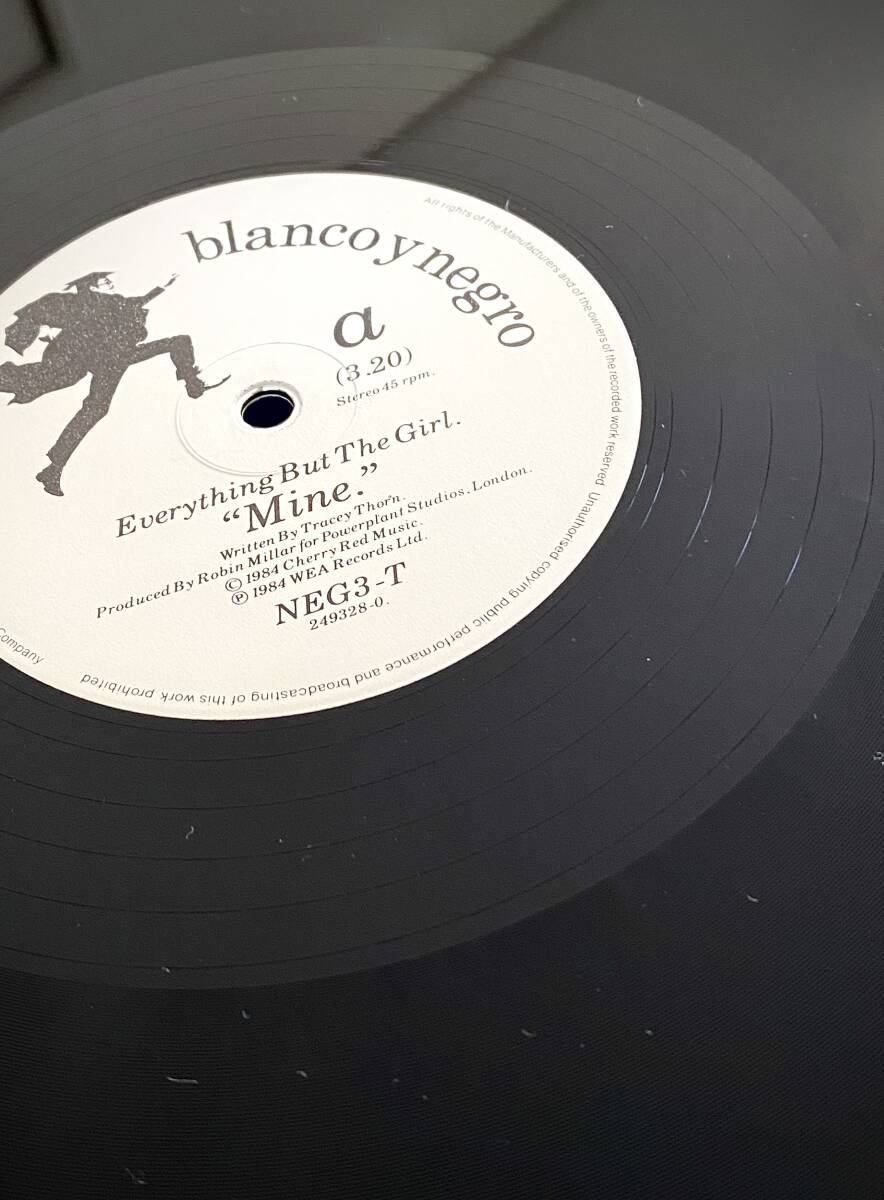 blanco y negro
a
(3.20)
Stereo 45 rpm.
Everything But The Girl.
“Mine.”
Written By Tracey Thorn.
Produced By Robin Millar for Powerplant Studios. London.
© 1984 Cherry Red Music.
℗ 1984 WEA Records Ltd.
NEG3-T
249328-0.
All rights of the Manufacturers and of the owners of the recorded work reserved Unauthorised copying public performance and broadcasting of this work prohibited
Company